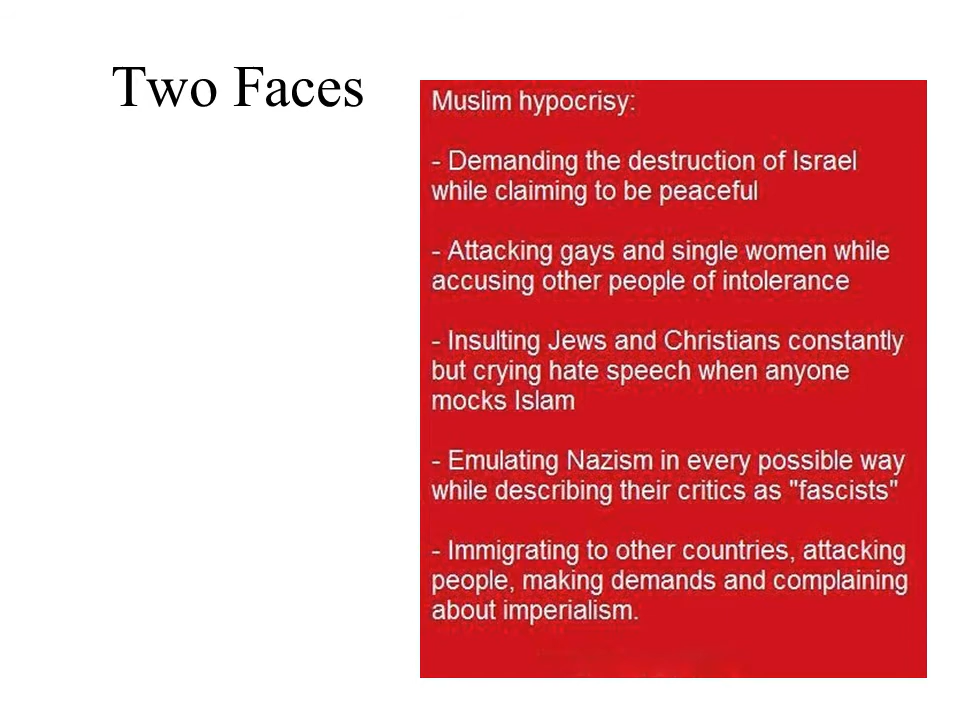 Two Faces
Muslim hypocrisy:
- Demanding the destruction of Israel
while claiming to be peaceful
- Attacking gays and single women while
accusing other people of intolerance
- Insulting Jews and Christians constantly
but crying hate speech when anyone
mocks Islam
- Emulating Nazism in every possible way
while describing their critics as "fascists"
- Immigrating to other countries, attacking
people, making demands and complaining
about imperialism.